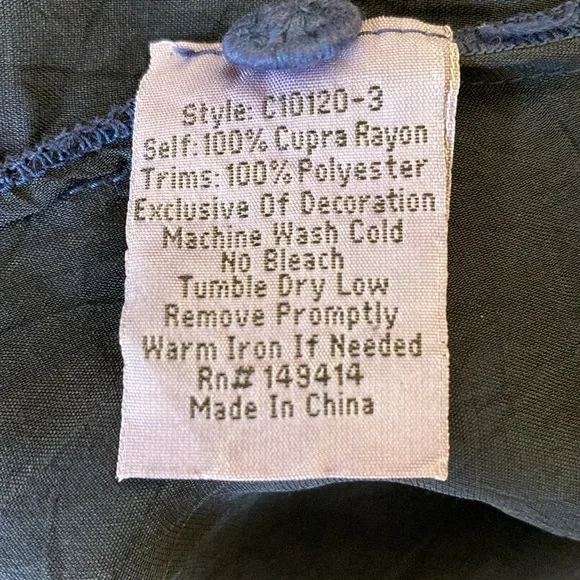 Style: C10120-3
Self: 100% Cupra Rayon
Trims: 100% Polyester
Exclusive Of Decoration
Machine Wash Cold
No Bleach
Tumble Dry Low
Remove Promptly
Warm Iron If Needed
Rn# 149414
Made In China